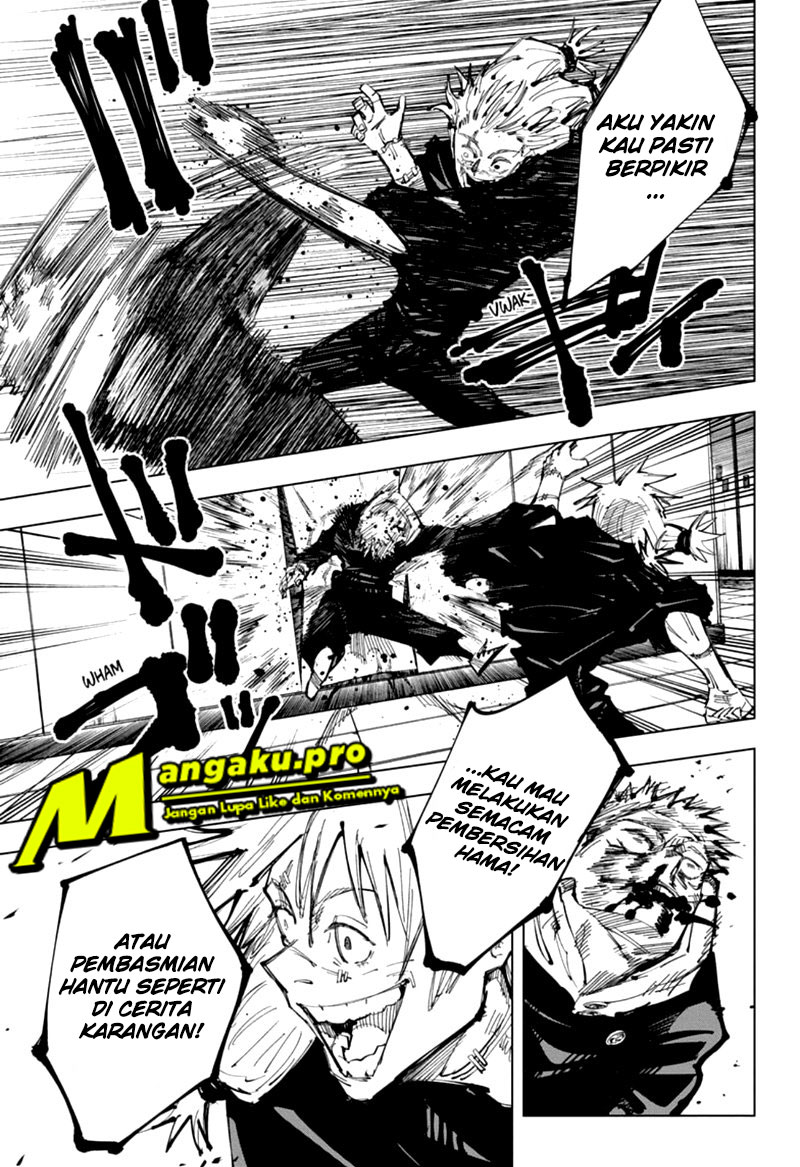 AKU YAKIN
KAU PASTI
BERPIKIR
...
VWAK
WHAM
Mangaku.pro
Jangan Lupa Like dan Komennya
...KAU MAU
MELAKUKAN
SEMACAM
PEMBERSIHAN
HAMA!
ATAU
PEMBASMIAN
HANTU SEPERTI
DI CERITA
KARANGAN!